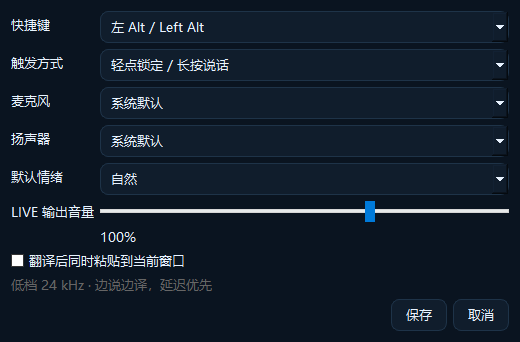 快捷键 左 Alt / Left Alt
触发方式 轻点锁定 / 长按说话
麦克风 系统默认
扬声器 系统默认
默认情绪 自然
LIVE 输出音量
100%
翻译后同时粘贴到当前窗口
低档 24 kHz · 边说边译，延迟优先
保存 取消